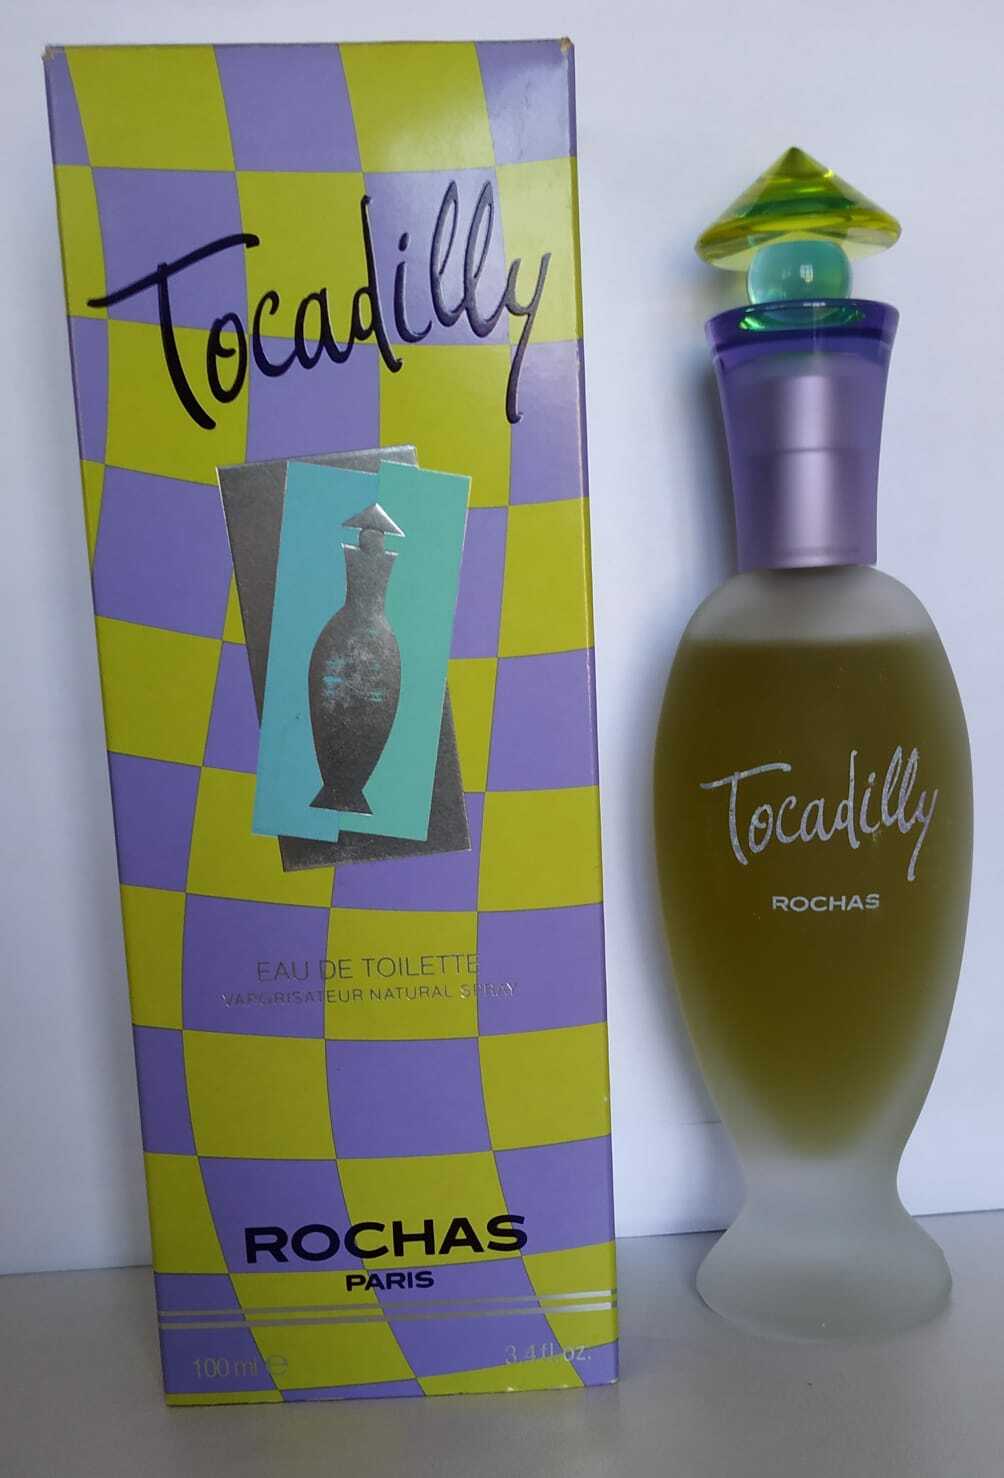 Tocadilly
EAU DE TOILETTE
VAPORISATEUR NATURAL SPRAY
ROCHAS
PARIS
100 ml ℮
3.4 fl. oz.
Tocadilly
ROCHAS